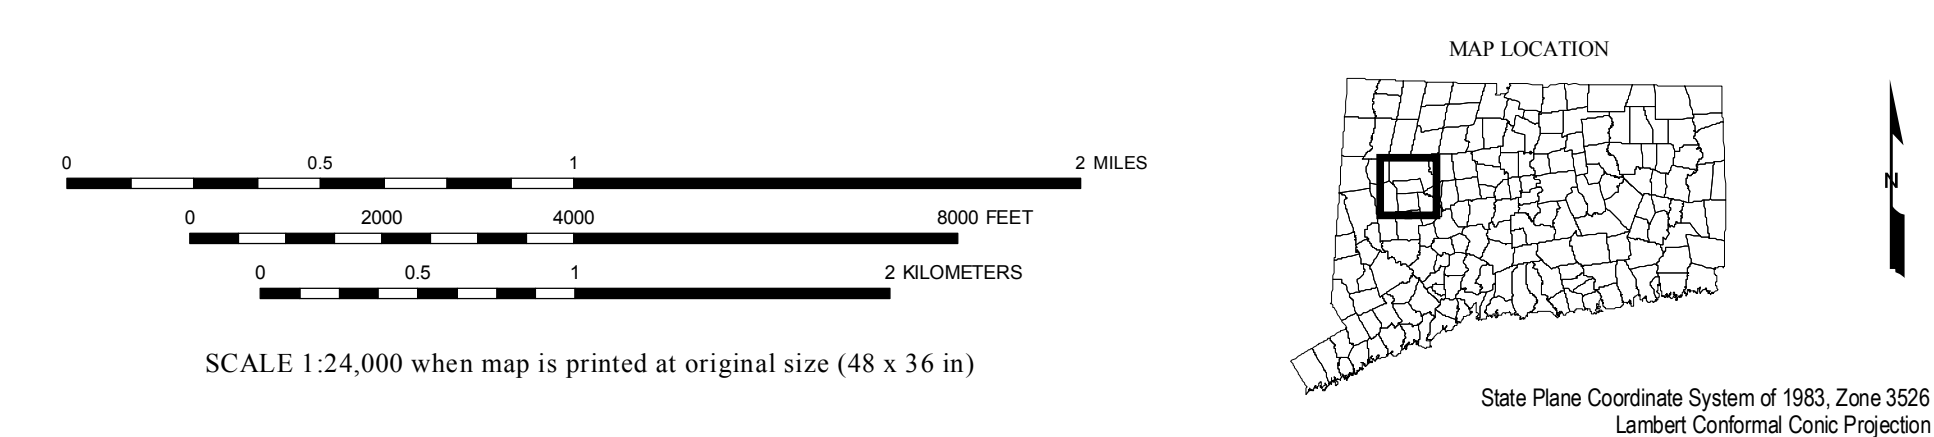 MAP LOCATION
0 0.5 1 2 MILES
0 2000 4000 8000 FEET
0 0.5 1 2 KILOMETERS
N
SCALE 1:24,000 when map is printed at original size (48 x 36 in)
State Plane Coordinate System of 1983, Zone 3526
Lambert Conformal Conic Projection